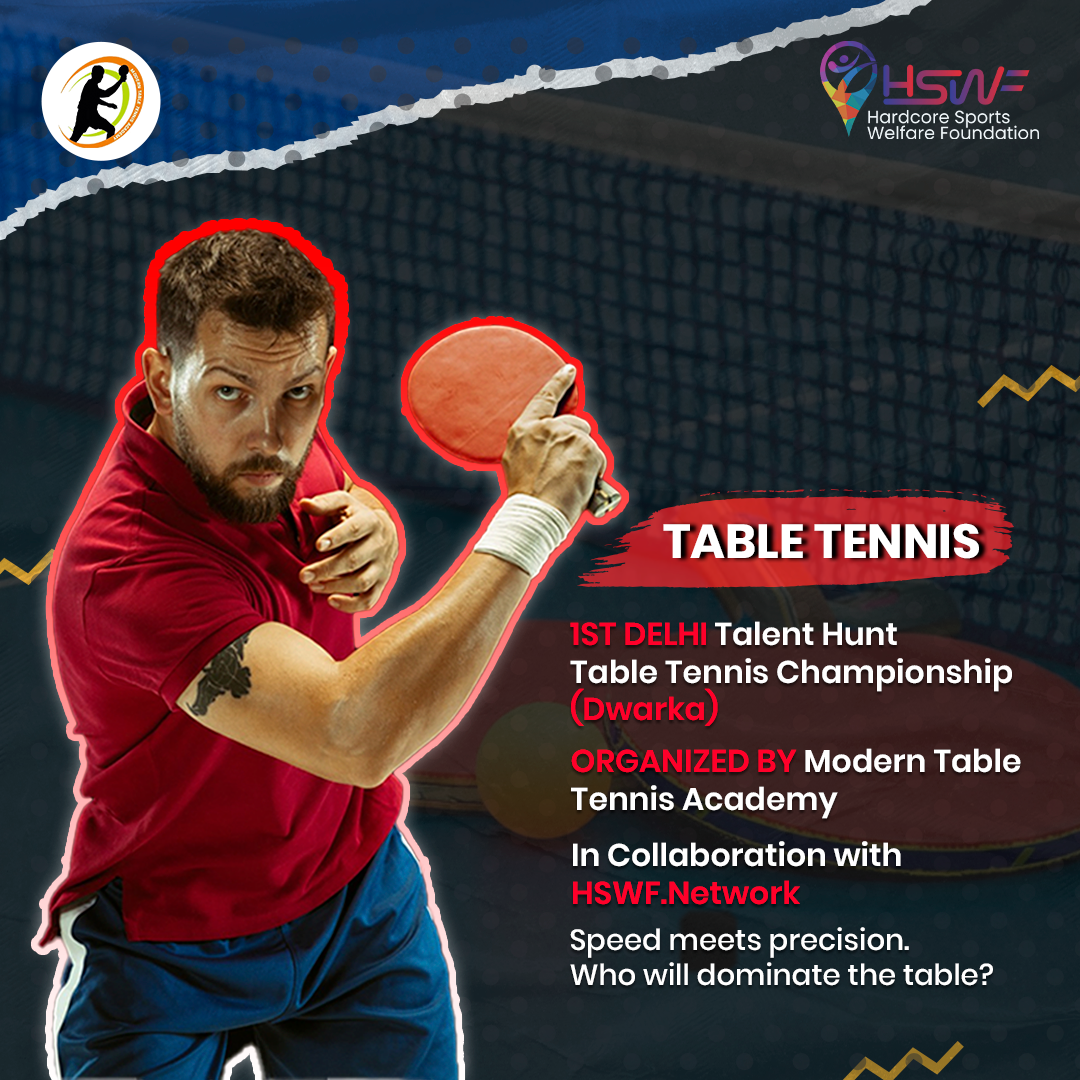 HSWF
Hardcore Sports
Welfare Foundation
TABLE TENNIS
1ST DELHI Talent Hunt
Table Tennis Championship
(Dwarka)
ORGANIZED BY Modern Table
Tennis Academy
In Collaboration with
HSWF.Network
Speed meets precision.
Who will dominate the table?